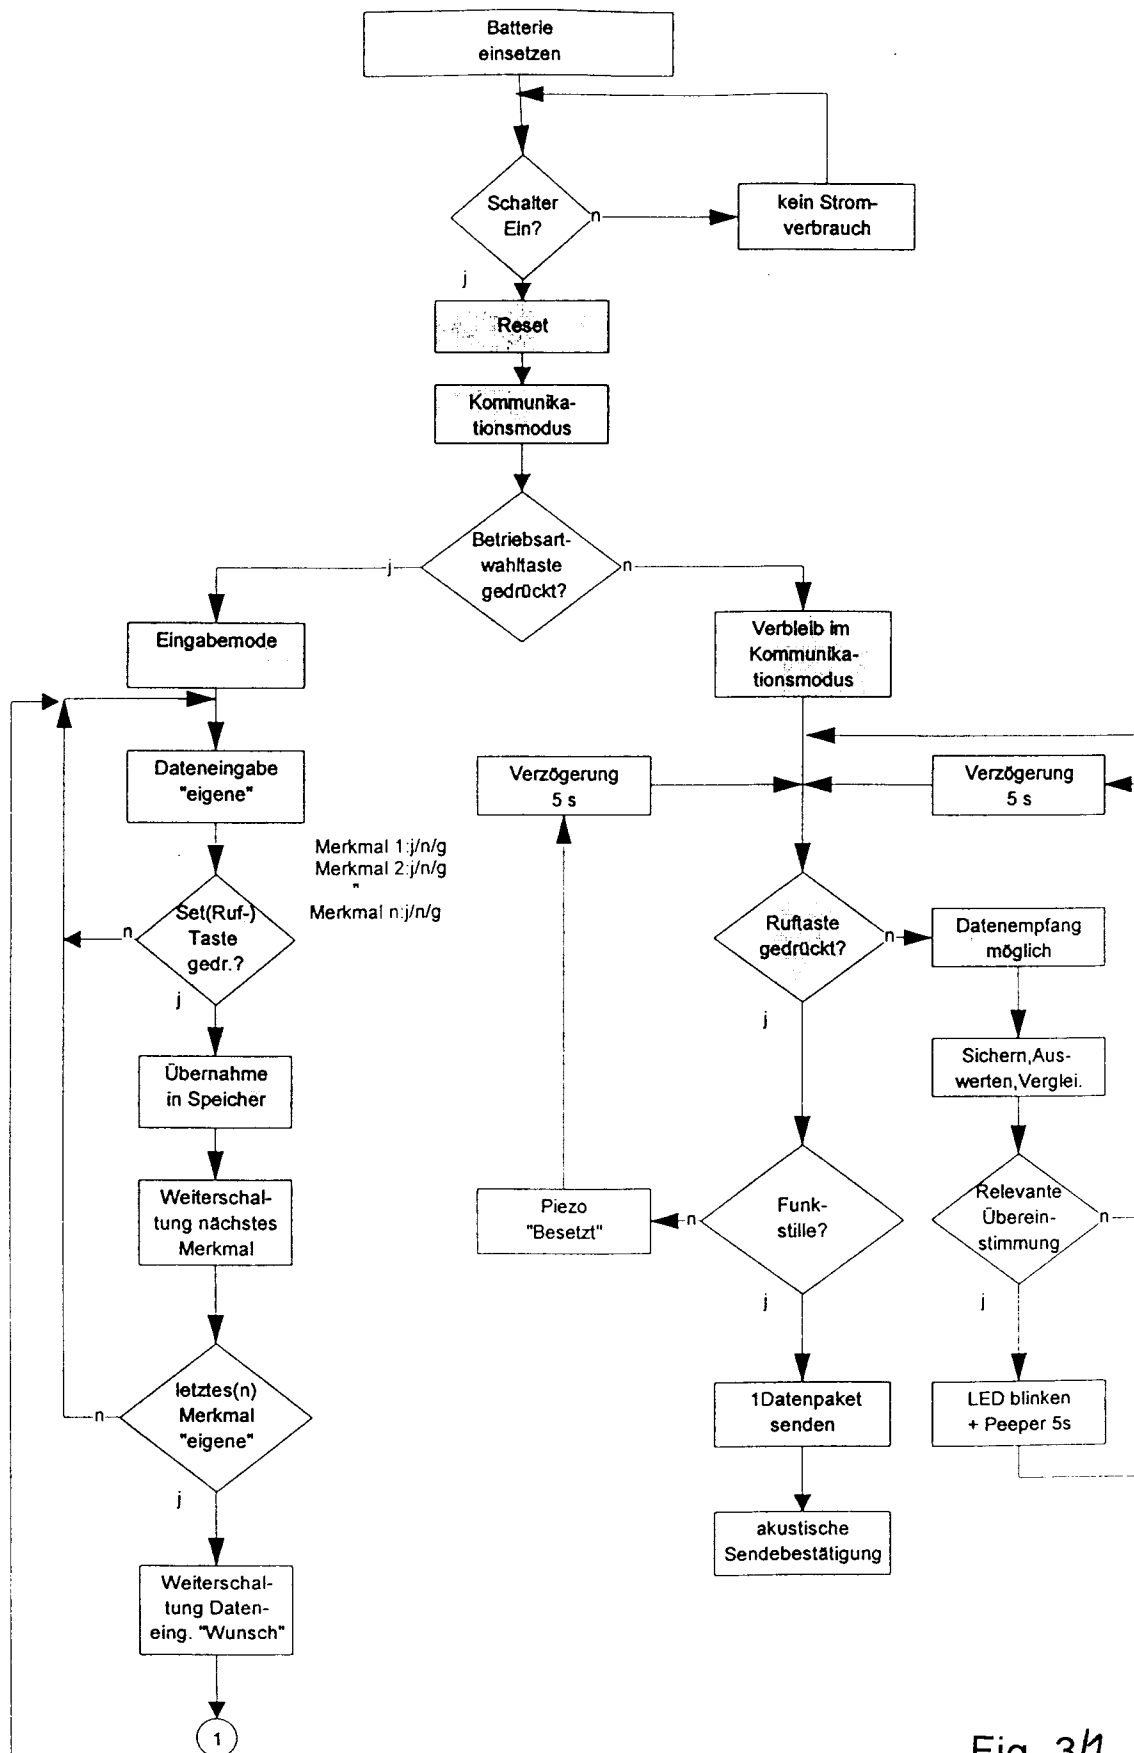 Batterie
einsetzen
Schalter
Ein?
n
kein Strom-
verbrauch
j
Reset
Kommunika-
tionsmodus
Betriebsart-
wahltaste
gedrückt?
j
n
Eingabemode
Verbleib im
Kommunika-
tionsmodus
Dateneingabe
"eigene"
Verzögerung
5 s
Verzögerung
5 s
Merkmal 1:j/n/g
Merkmal 2:j/n/g
"
Merkmal n:j/n/g
Set(Ruf-)
Taste
gedr.?
n
j
Ruftaste
gedrückt?
n
j
Datenempfang
möglich
Übernahme
in Speicher
Sichern,Aus-
werten,Verglei.
Weiterschal-
tung nächstes
Merkmal
Piezo
"Besetzt"
n
Funk-
stille?
j
Relevante
Überein-
stimmung
n
j
letztes(n)
Merkmal
"eigene"
n
j
1Datenpaket
senden
LED blinken
+ Peeper 5s
akustische
Sendebestätigung
Weiterschal-
tung Daten-
eing. "Wunsch"
1
Fig. 3/1